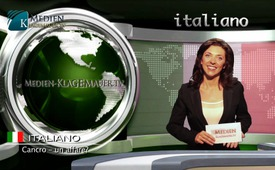 MEDIEN
italiano
MEDIEN-KLAGEMAUER.TV
MEDIEN
ITALIANO
Cancro – un affare?